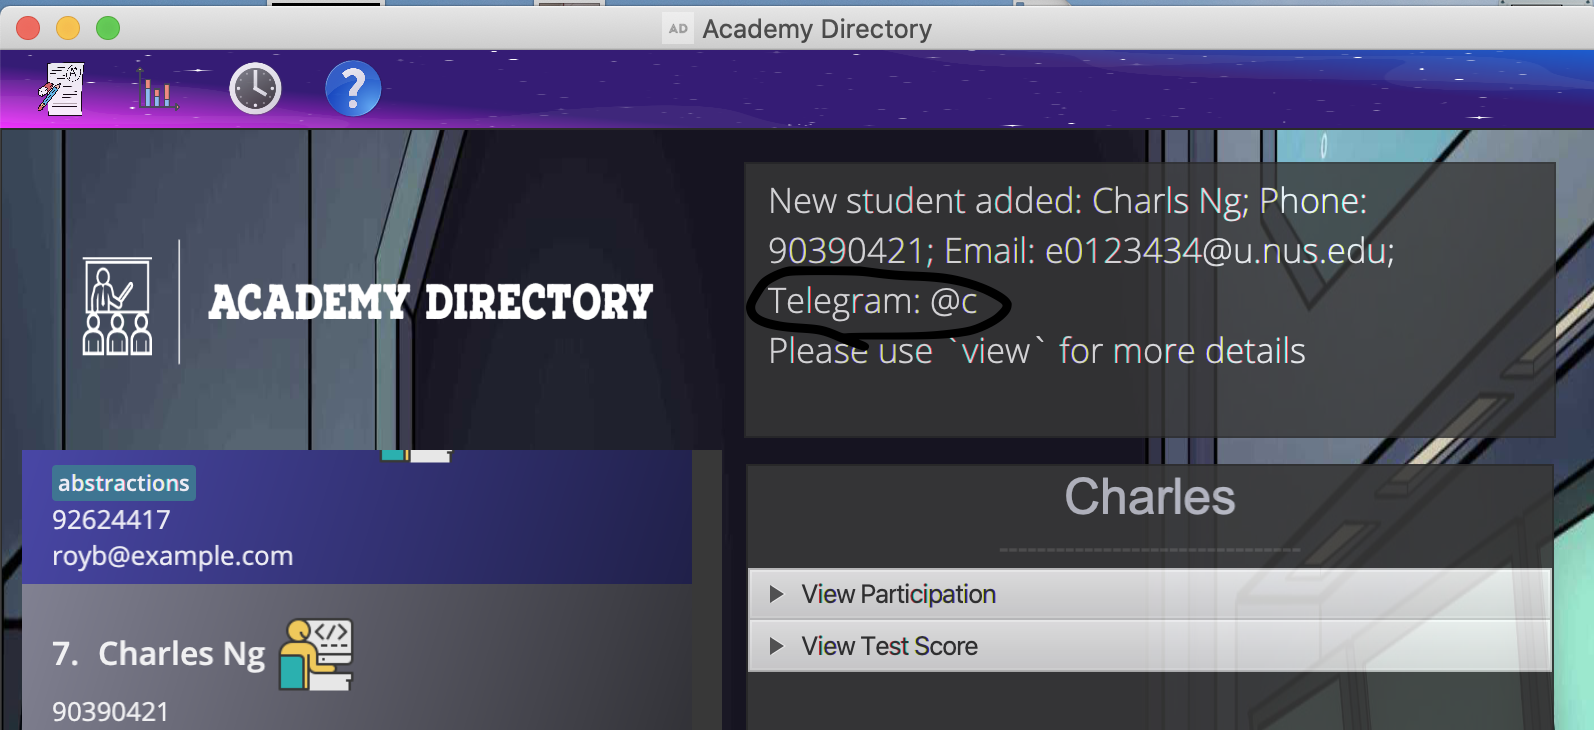 AD Academy Directory
ACADEMY DIRECTORY
New student added: Charls Ng; Phone:
90390421; Email: e0123434@u.nus.edu;
Telegram: @c
Please use `view` for more details
abstractions
92624417
royb@example.com
7. Charles Ng
90390421
Charles
--------------------------------
View Participation
View Test Score